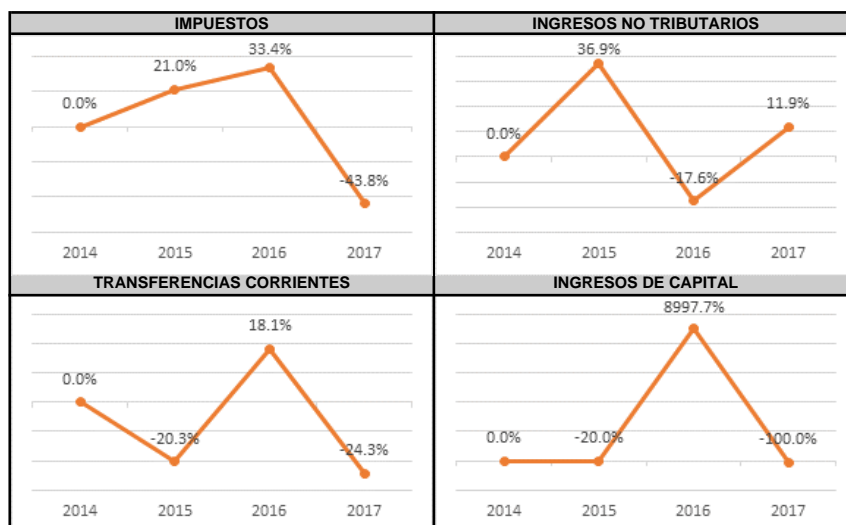 IMPUESTOS
33.4%
21.0%
0.0%
-43.8%
2014 2015 2016 2017
INGRESOS NO TRIBUTARIOS
36.9%
11.9%
0.0%
-17.6%
2014 2015 2016 2017
TRANSFERENCIAS CORRIENTES
18.1%
0.0%
-20.3%
-24.3%
2014 2015 2016 2017
INGRESOS DE CAPITAL
8997.7%
0.0% -20.0% -100.0%
2014 2015 2016 2017